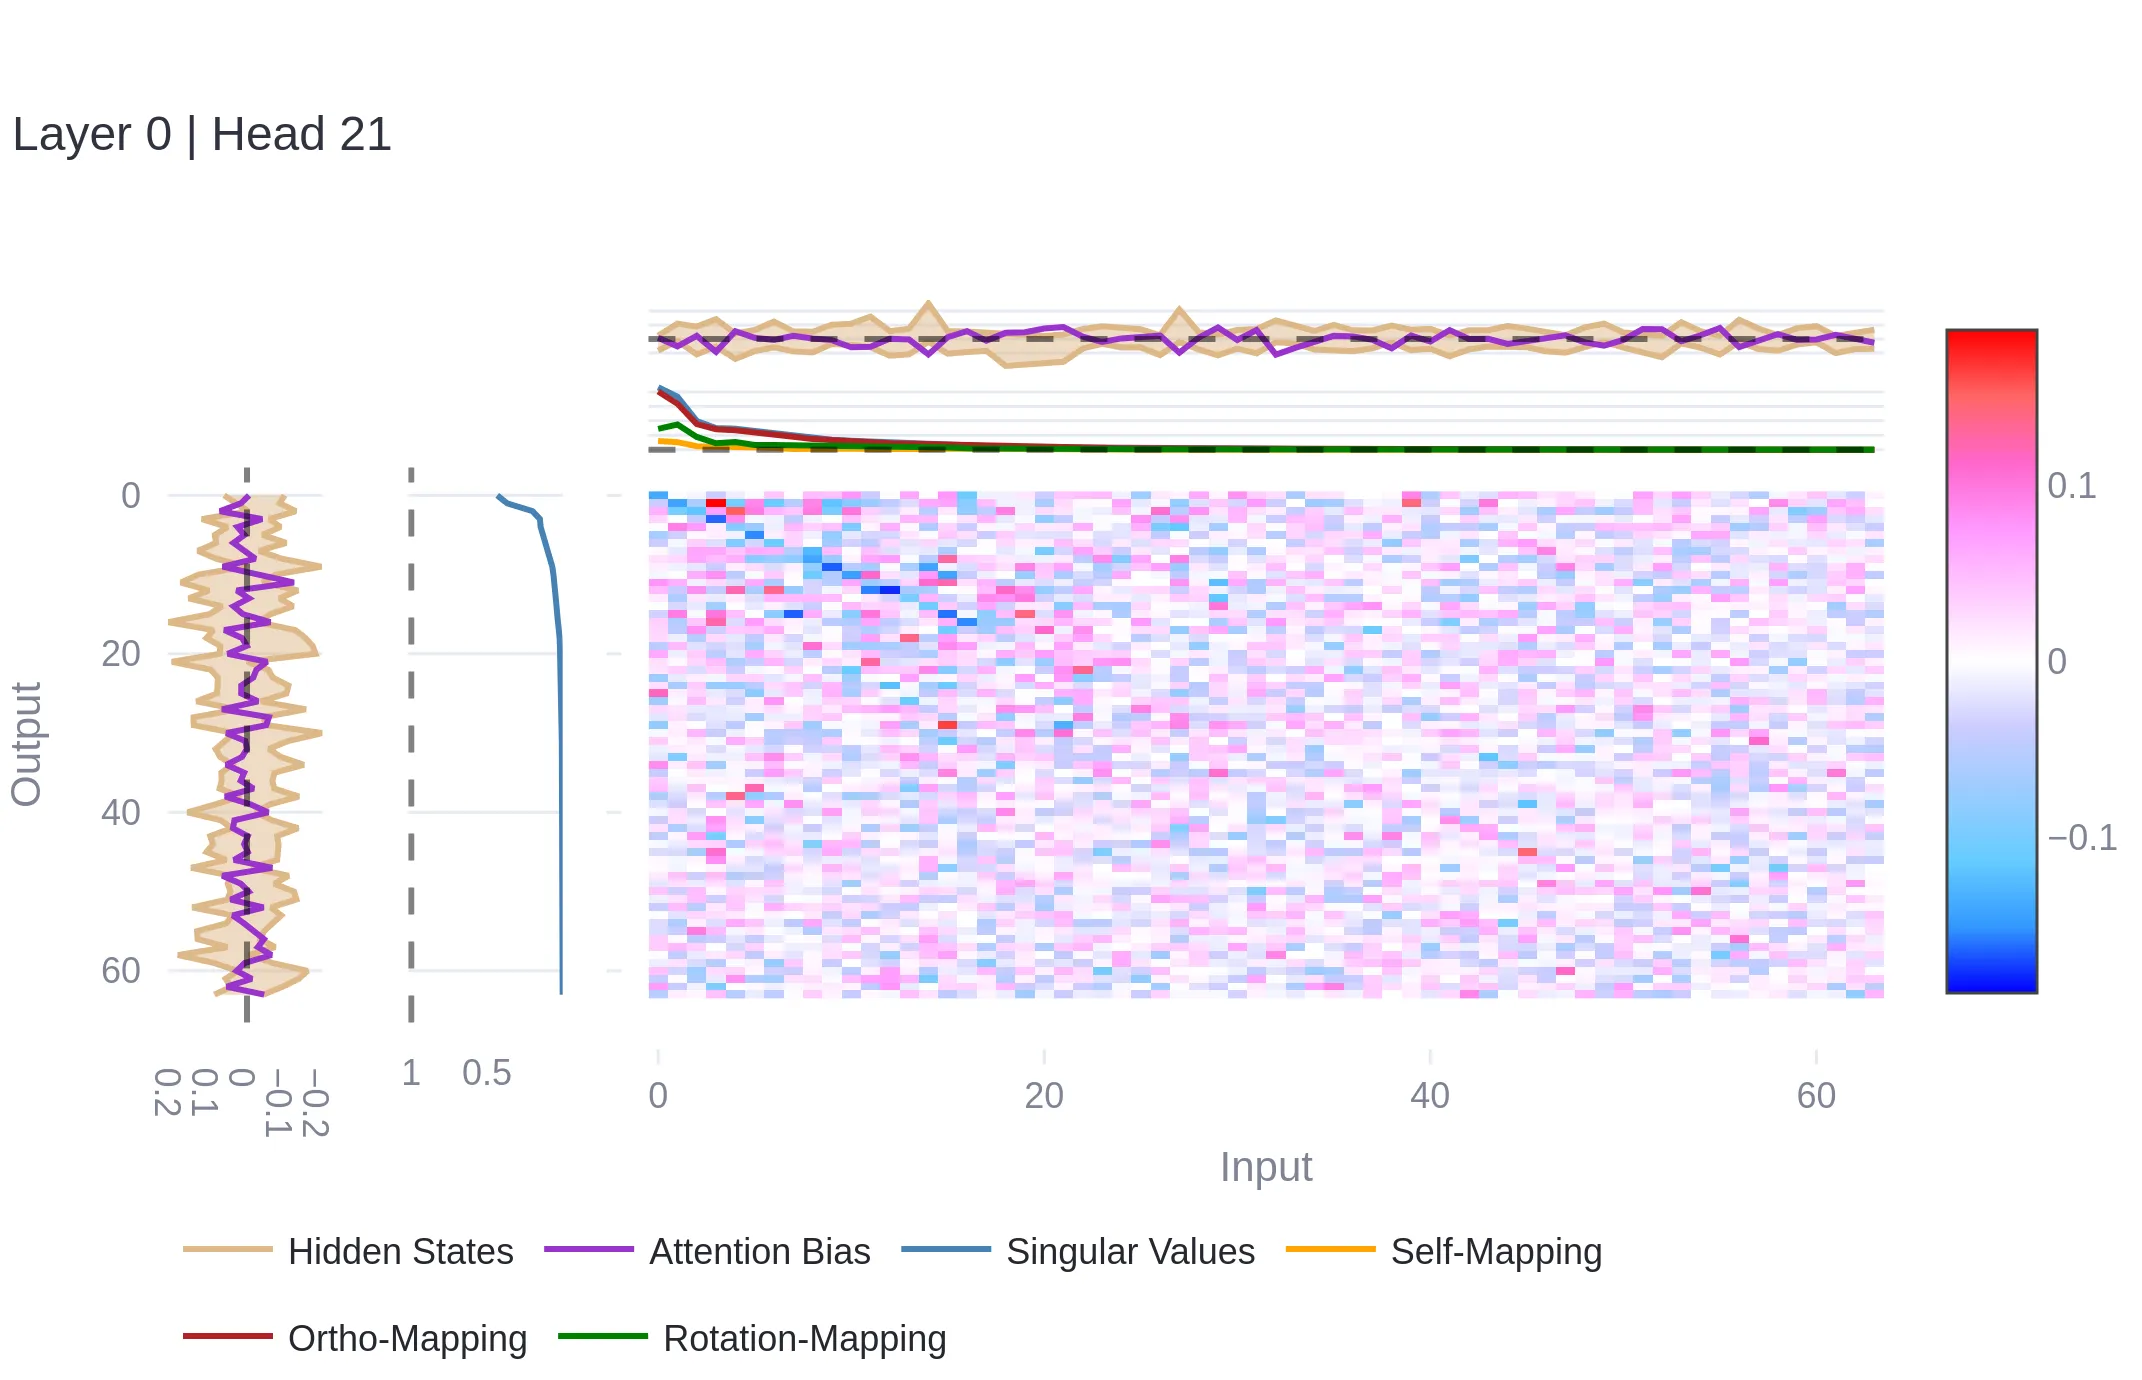 Layer 0 | Head 21
0.1
0
−0.1
Output
0
20
40
60
0.2
0.1
0
−0.1
−0.2
1
0.5
0
20
40
60
Input
Hidden States
Attention Bias
Singular Values
Self-Mapping
Ortho-Mapping
Rotation-Mapping